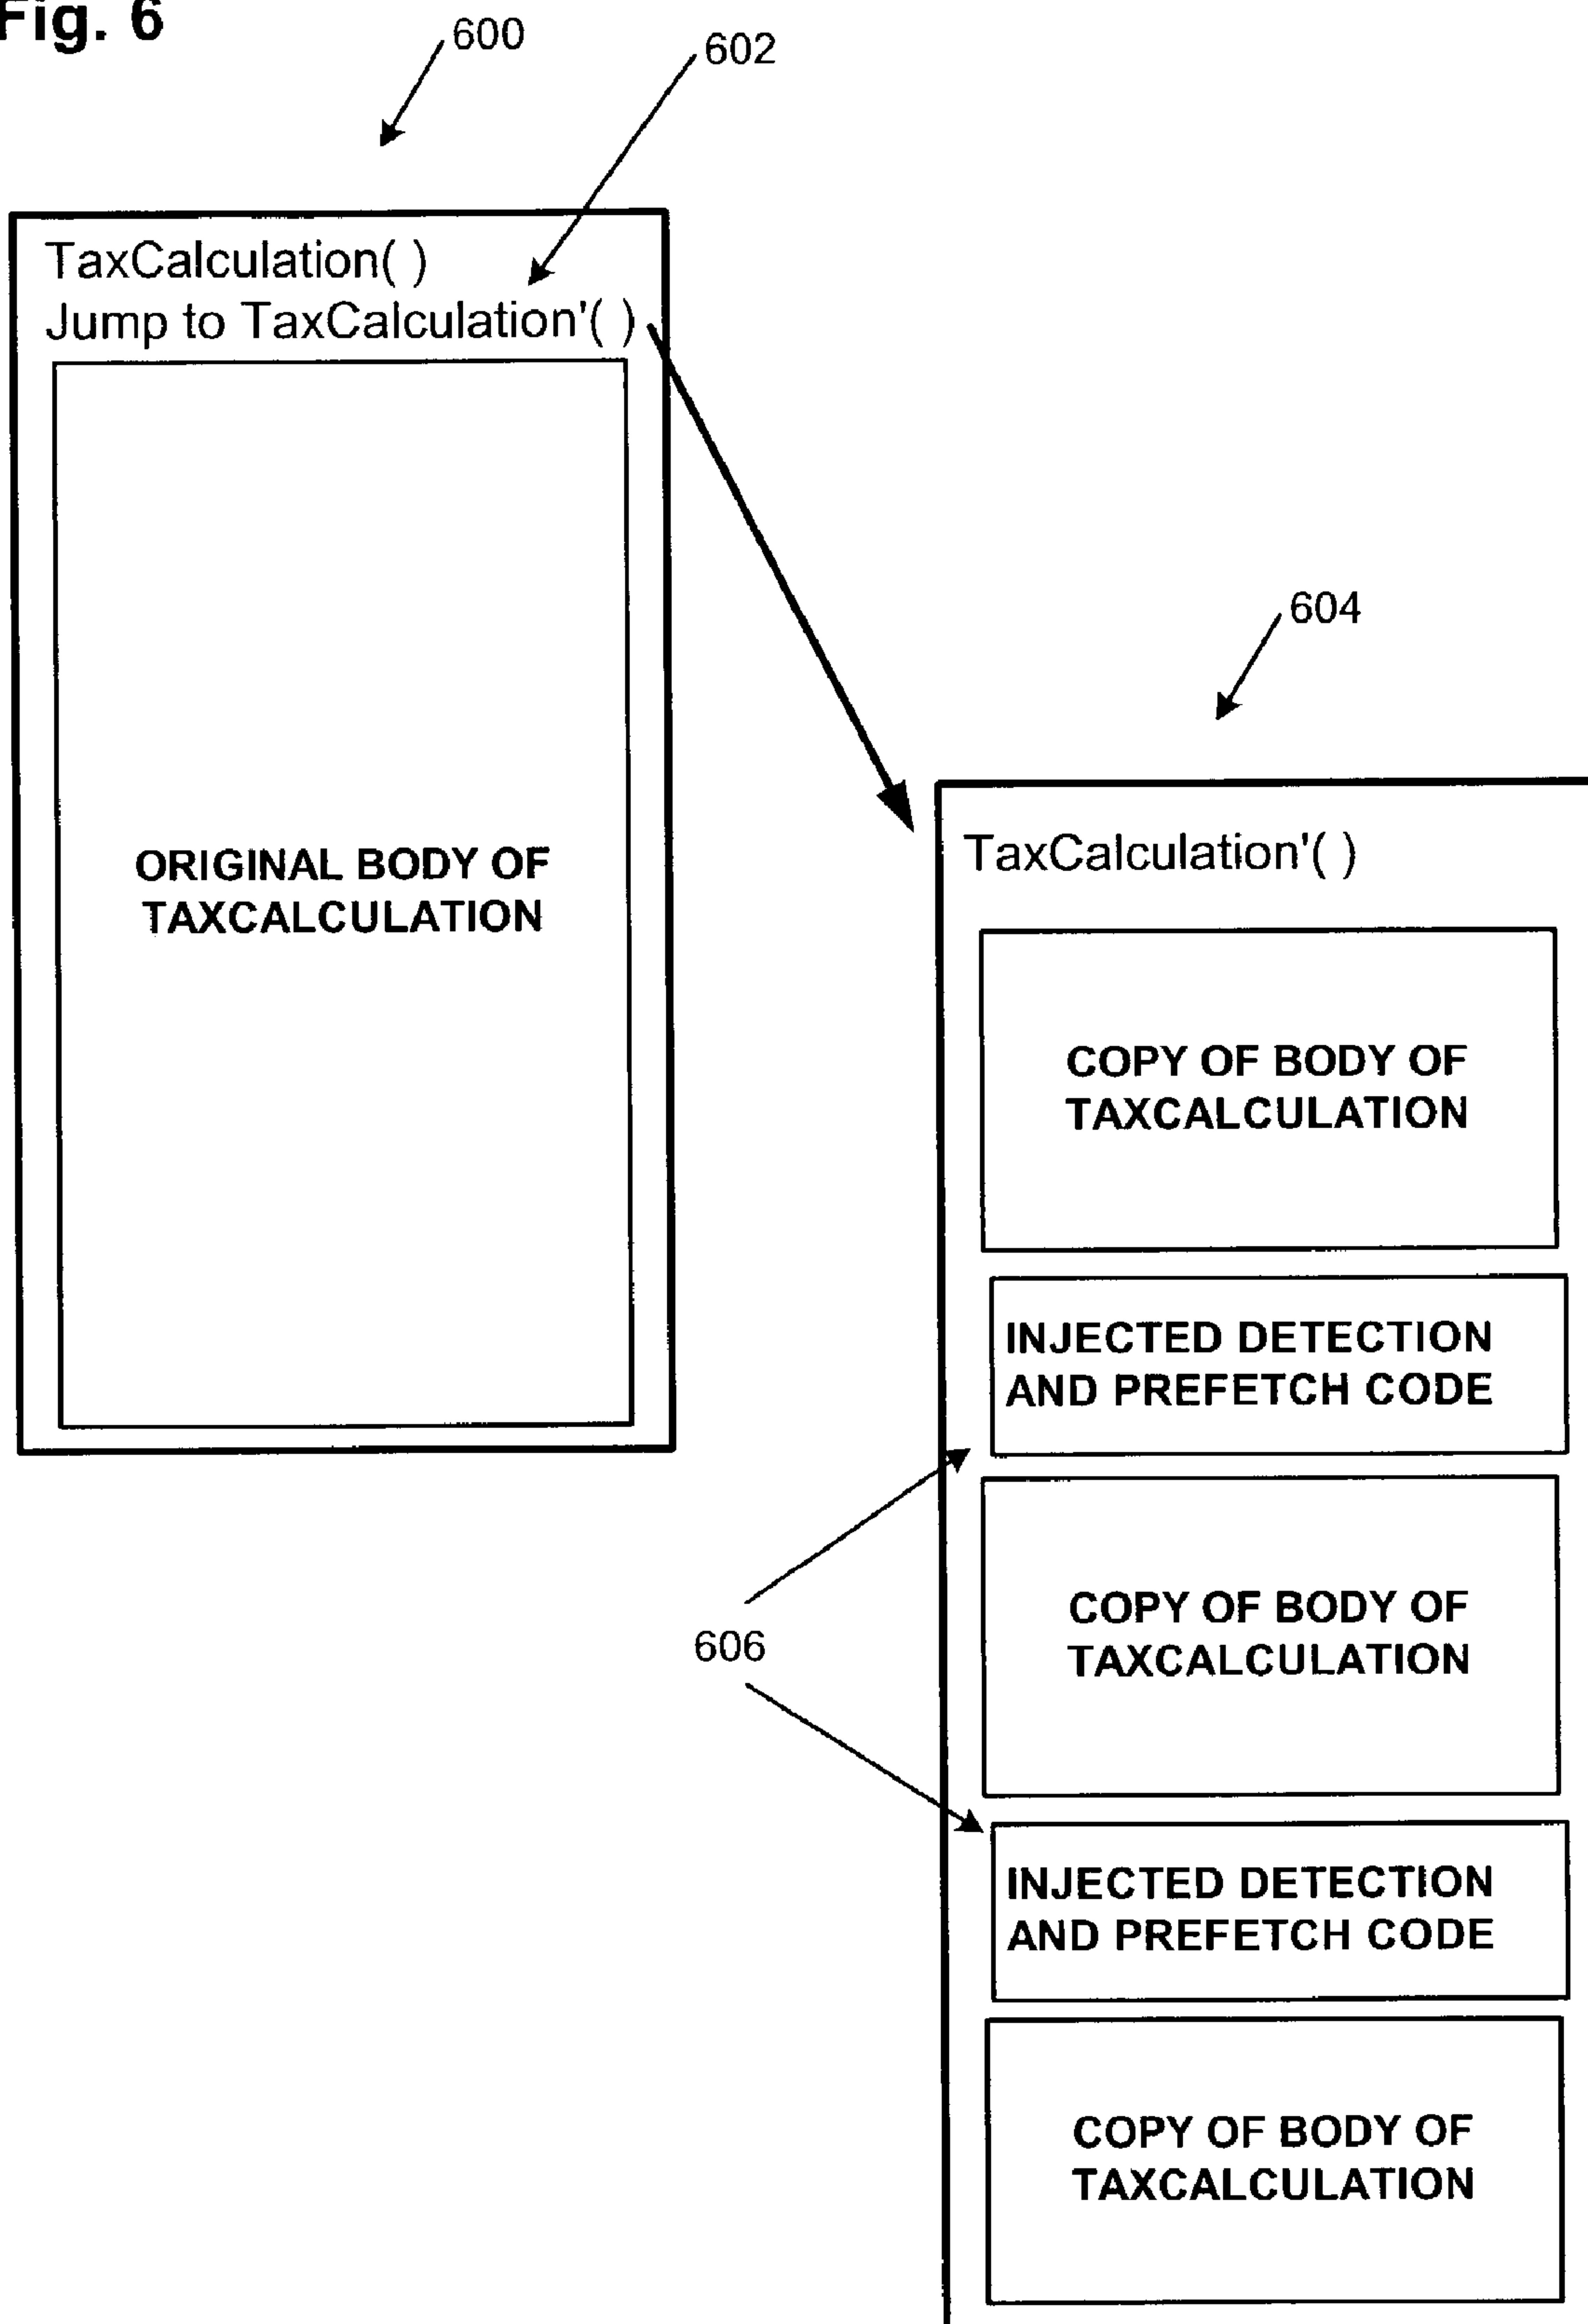 Fig. 6
600
602
TaxCalculation( )
Jump to TaxCalculation'( )
ORIGINAL BODY OF
TAXCALCULATION
604
TaxCalculation'( )
COPY OF BODY OF
TAXCALCULATION
INJECTED DETECTION
AND PREFETCH CODE
COPY OF BODY OF
TAXCALCULATION
606
INJECTED DETECTION
AND PREFETCH CODE
COPY OF BODY OF
TAXCALCULATION